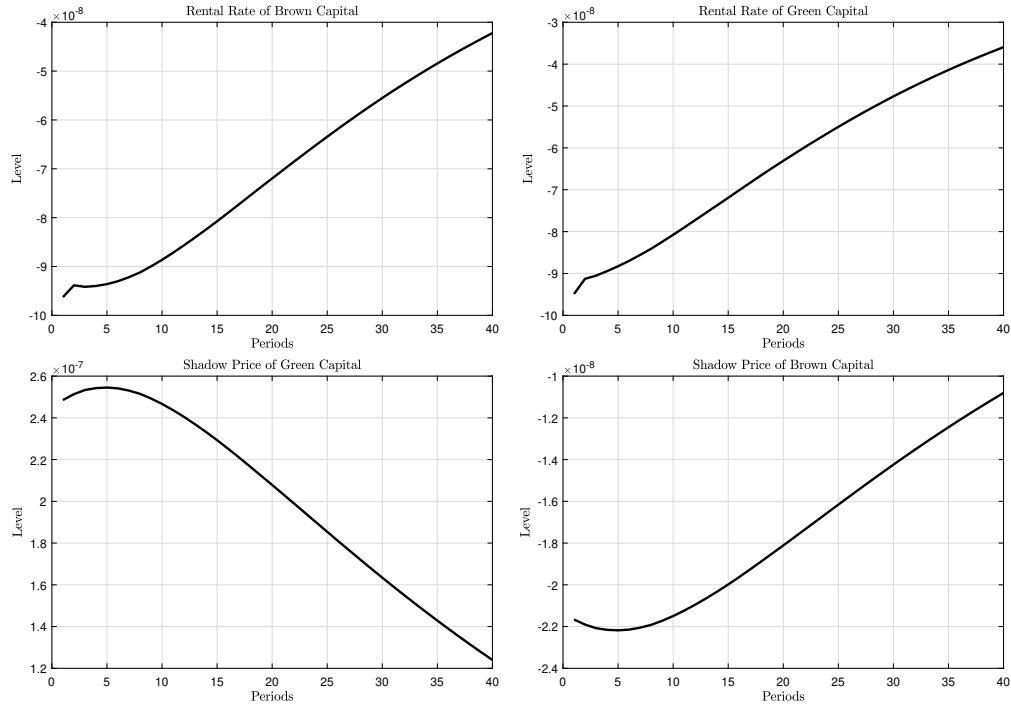 Rental Rate of Brown Capital
×10⁻⁸
-4
-5
-6
-7
-8
-9
-10
Level
0 5 10 15 20 25 30 35 40
Periods
Rental Rate of Green Capital
×10⁻⁸
-3
-4
-5
-6
-7
-8
-9
-10
Level
0 5 10 15 20 25 30 35 40
Periods
Shadow Price of Green Capital
×10⁻⁷
2.6
2.4
2.2
2
1.8
1.6
1.4
1.2
Level
0 5 10 15 20 25 30 35 40
Periods
Shadow Price of Brown Capital
×10⁻⁸
-1
-1.2
-1.4
-1.6
-1.8
-2
-2.2
-2.4
Level
0 5 10 15 20 25 30 35 40
Periods